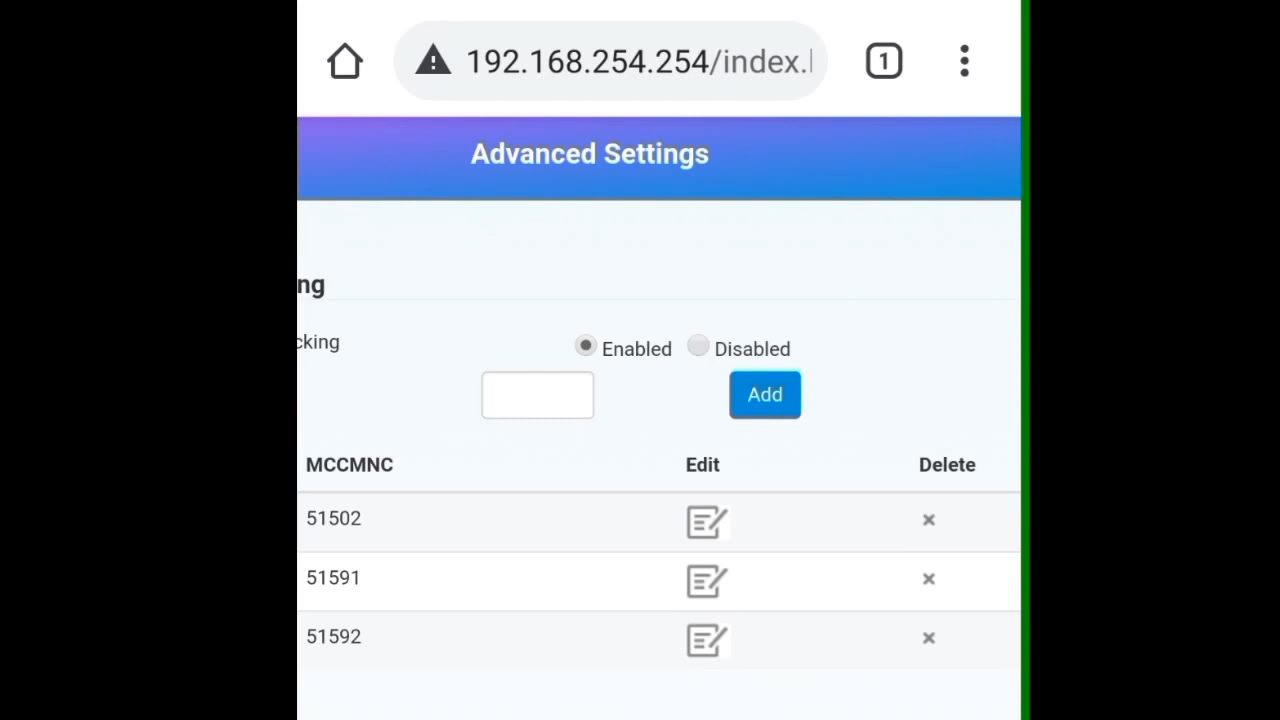 192.168.254.254/index.
1
Advanced Settings
ng
cking
Enabled Disabled
Add
MCCMNC Edit Delete
51502
51591
51592